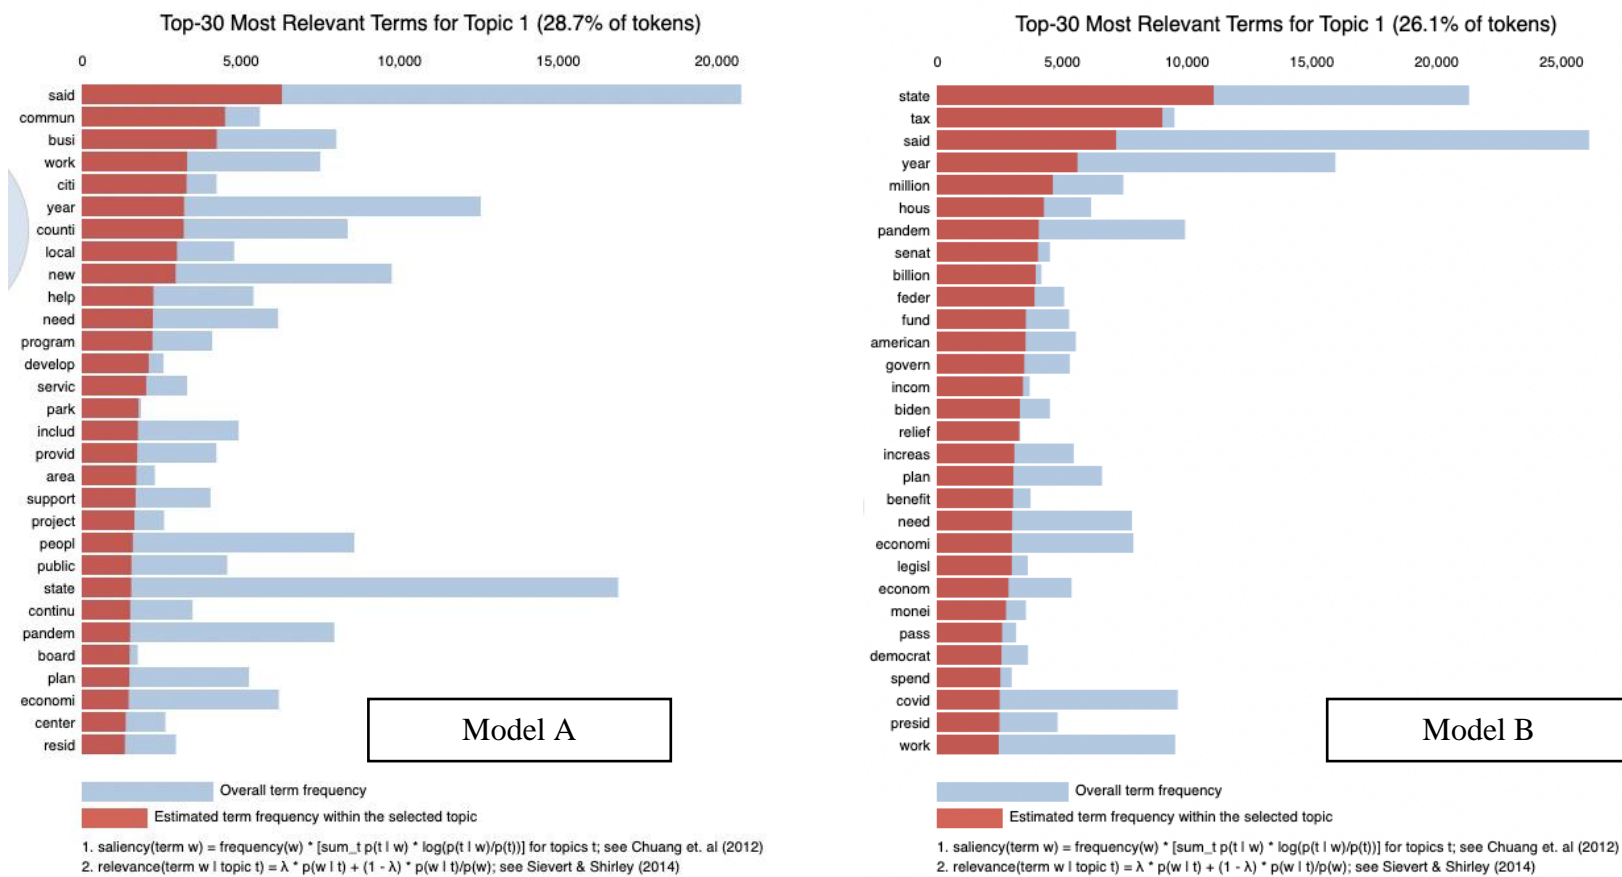 Top-30 Most Relevant Terms for Topic 1 (28.7% of tokens)
0 5,000 10,000 15,000 20,000
said
commun
busi
work
citi
year
counti
local
new
help
need
program
develop
servic
park
includ
provid
area
support
project
peopl
public
state
continu
pandem
board
plan
economi
center
resid
Model A
Overall term frequency
Estimated term frequency within the selected topic
1. saliency(term w) = frequency(w) * [sum_t p(t | w) * log(p(t | w)/p(t))] for topics t; see Chuang et. al (2012)
2. relevance(term w | topic t) = λ * p(w | t) + (1 - λ) * p(w | t)/p(w); see Sievert & Shirley (2014)
Top-30 Most Relevant Terms for Topic 1 (26.1% of tokens)
0 5,000 10,000 15,000 20,000 25,000
state
tax
said
year
million
hous
pandem
senat
billion
feder
fund
american
govern
incom
biden
relief
increas
plan
benefit
need
economi
legisl
econom
monei
pass
democrat
spend
covid
presid
work
Model B
Overall term frequency
Estimated term frequency within the selected topic
1. saliency(term w) = frequency(w) * [sum_t p(t | w) * log(p(t | w)/p(t))] for topics t; see Chuang et. al (2012)
2. relevance(term w | topic t) = λ * p(w | t) + (1 - λ) * p(w | t)/p(w); see Sievert & Shirley (2014)